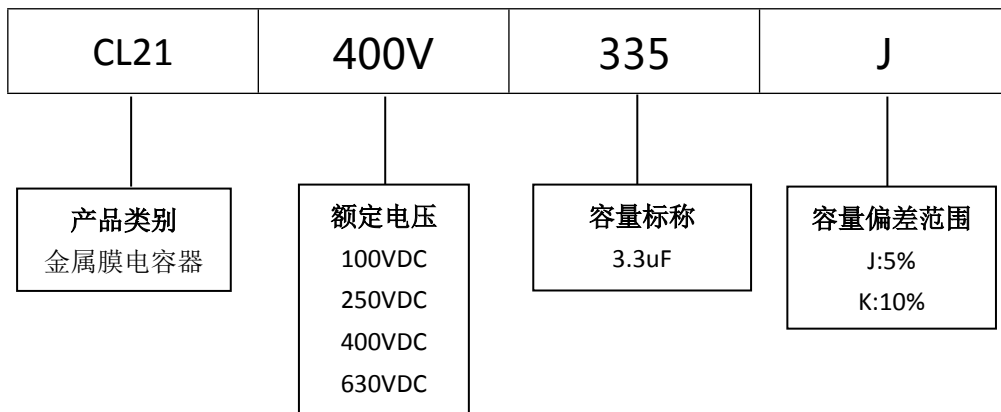 CL21 400V 335 J
产品类别
金属膜电容器
额定电压
100VDC
250VDC
400VDC
630VDC
容量标称
3.3uF
容量偏差范围
J:5%
K:10%